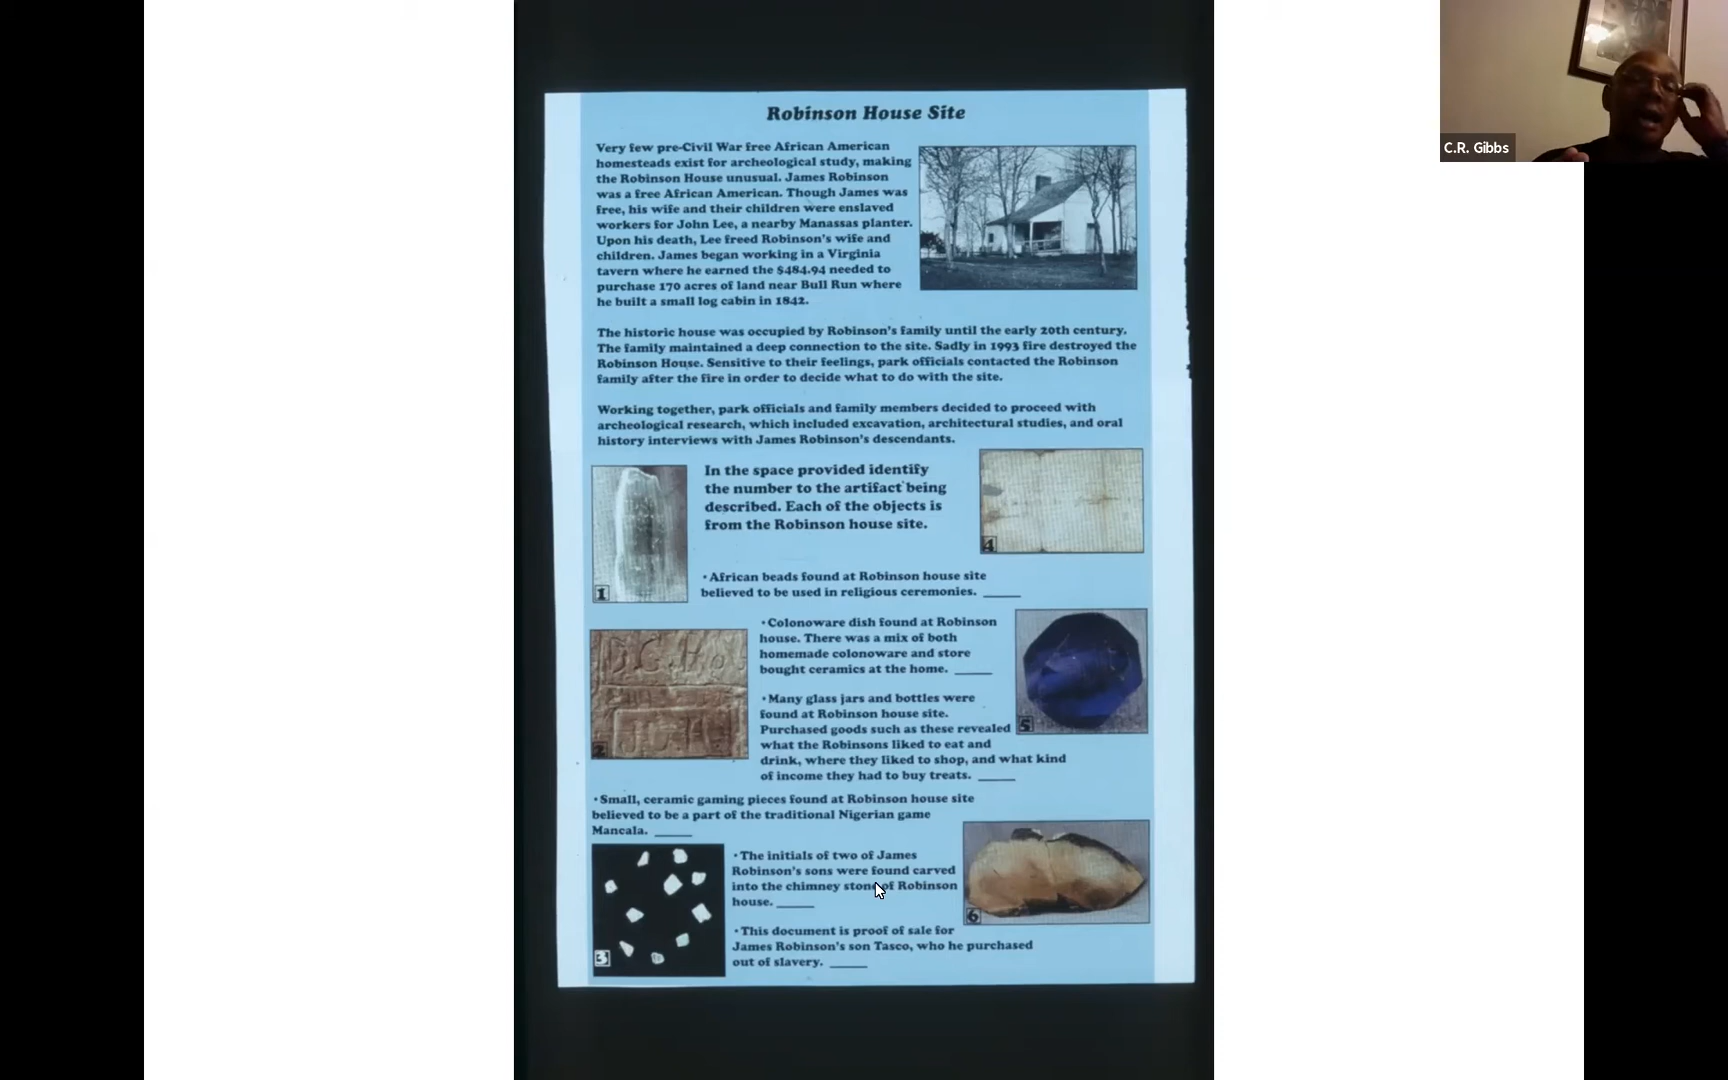 Robinson House Site
Very few pre-Civil War free African American
homesteads exist for archeological study, making
the Robinson House unusual. James Robinson
was a free African American. Though James was
free, his wife and their children were enslaved
workers for John Lee, a nearby Manassas planter.
Upon his death, Lee freed Robinson's wife and
children. James began working in a Virginia
tavern where he earned the $484.94 needed to
purchase 170 acres of land near Bull Run where
he built a small log cabin in 1842.
The historic house was occupied by Robinson's family until the early 20th century.
The family maintained a deep connection to the site. Sadly in 1993 fire destroyed the
Robinson House. Sensitive to their feelings, park officials contacted the Robinson
family after the fire in order to decide what to do with the site.
Working together, park officials and family members decided to proceed with
archeological research, which included excavation, architectural studies, and oral
history interviews with James Robinson's descendants.
In the space provided identify
the number to the artifact being
described. Each of the objects is
from the Robinson house site.
1
4
•African beads found at Robinson house site
believed to be used in religious ceremonies. _____
•Colonoware dish found at Robinson
house. There was a mix of both
homemade colonoware and store
bought ceramics at the home. _____
2
5
•Many glass jars and bottles were
found at Robinson house site.
Purchased goods such as these revealed
what the Robinsons liked to eat and
drink, where they liked to shop, and what kind
of income they had to buy treats. _____
•Small, ceramic gaming pieces found at Robinson house site
believed to be a part of the traditional Nigerian game
Mancala. _____
•The initials of two of James
Robinson's sons were found carved
into the chimney stone of Robinson
house. _____
6
•This document is proof of sale for
James Robinson's son Tasco, who he purchased
out of slavery. _____
3
C.R. Gibbs